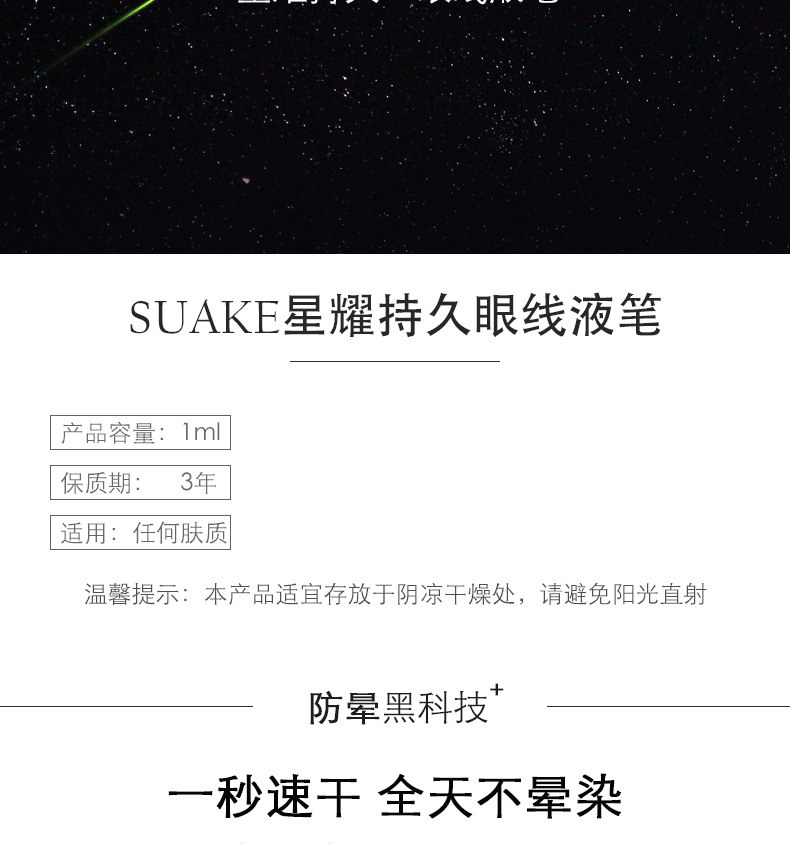 SUAKE星耀持久眼线液笔
产品容量：1ml
保质期：3年
适用：任何肤质
温馨提示：本产品适宜存放于阴凉干燥处，请避免阳光直射
防晕黑科技+
一秒速干 全天不晕染